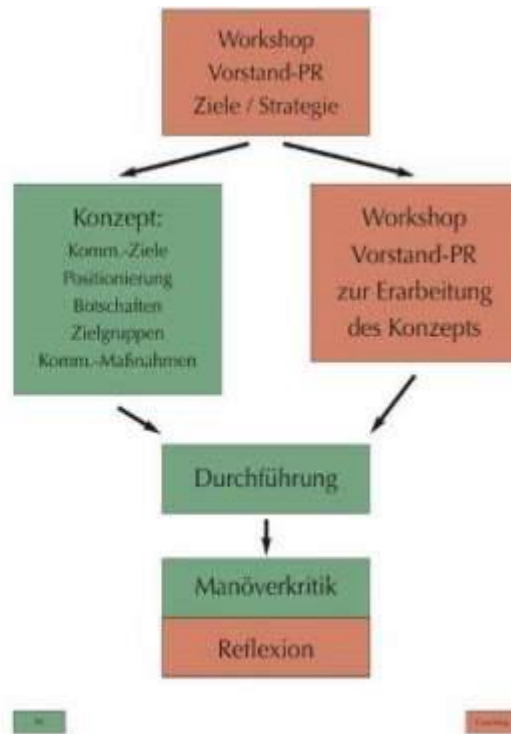 Workshop
Vorstand-PR
Ziele / Strategie
Konzept:
Komm.-Ziele
Positionierung
Botschaften
Zielgruppen
Komm.-Maßnahmen
Workshop
Vorstand-PR
zur Erarbeitung
des Konzepts
Durchführung
Manöverkritik
Reflexion